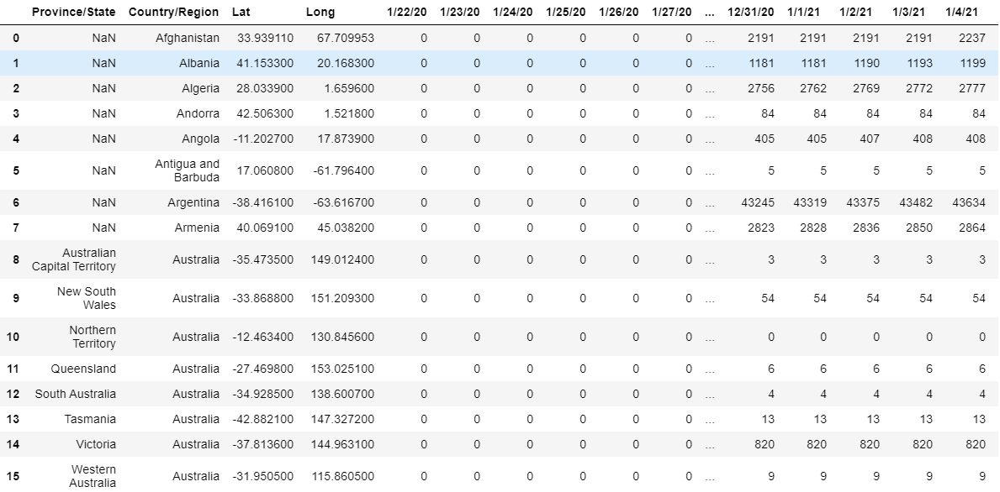 Province/State Country/Region Lat Long 1/22/20 1/23/20 1/24/20 1/25/20 1/26/20 1/27/20 ... 12/31/20 1/1/21 1/2/21 1/3/21 1/4/21
0 NaN Afghanistan 33.939110 67.709953 0 0 0 0 0 0 ... 2191 2191 2191 2191 2237
1 NaN Albania 41.153300 20.168300 0 0 0 0 0 0 ... 1181 1181 1190 1193 1199
2 NaN Algeria 28.033900 1.659600 0 0 0 0 0 0 ... 2756 2762 2769 2772 2777
3 NaN Andorra 42.506300 1.521800 0 0 0 0 0 0 ... 84 84 84 84 84
4 NaN Angola -11.202700 17.873900 0 0 0 0 0 0 ... 405 405 407 408 408
5 NaN Antigua and
Barbuda 17.060800 -61.796400 0 0 0 0 0 0 ... 5 5 5 5 5
6 NaN Argentina -38.416100 -63.616700 0 0 0 0 0 0 ... 43245 43319 43375 43482 43634
7 NaN Armenia 40.069100 45.038200 0 0 0 0 0 0 ... 2823 2828 2836 2850 2864
8 Australian
Capital Territory Australia -35.473500 149.012400 0 0 0 0 0 0 ... 3 3 3 3 3
9 New South
Wales Australia -33.868800 151.209300 0 0 0 0 0 0 ... 54 54 54 54 54
10 Northern
Territory Australia -12.463400 130.845600 0 0 0 0 0 0 ... 0 0 0 0 0
11 Queensland Australia -27.469800 153.025100 0 0 0 0 0 0 ... 6 6 6 6 6
12 South Australia Australia -34.928500 138.600700 0 0 0 0 0 0 ... 4 4 4 4 4
13 Tasmania Australia -42.882100 147.327200 0 0 0 0 0 0 ... 13 13 13 13 13
14 Victoria Australia -37.813600 144.963100 0 0 0 0 0 0 ... 820 820 820 820 820
15 Western
Australia Australia -31.950500 115.860500 0 0 0 0 0 0 ... 9 9 9 9 9